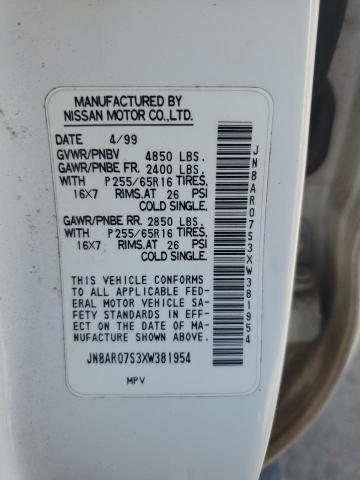 MANUFACTURED BY
NISSAN MOTOR CO.,LTD.
DATE 4/99
GVWR/PNBV 4850 LBS.
GAWR/PNBE FR. 2400 LBS.
WITH P255/65R16 TIRES,
16X7 RIMS,AT 26 PSI
COLD SINGLE.
GAWR/PNBE RR. 2850 LBS.
WITH P255/65R16 TIRES,
16X7 RIMS,AT 26 PSI
COLD SINGLE.
THIS VEHICLE CONFORMS
TO ALL APPLICABLE FED-
ERAL MOTOR VEHICLE SA-
FETY STANDARDS IN EFF-
ECT ON THE DATE OF
MANUFACTURE SHOWN
ABOVE.
JN8AR07S3XW381954
MPV
JN8AR07S3XW381954